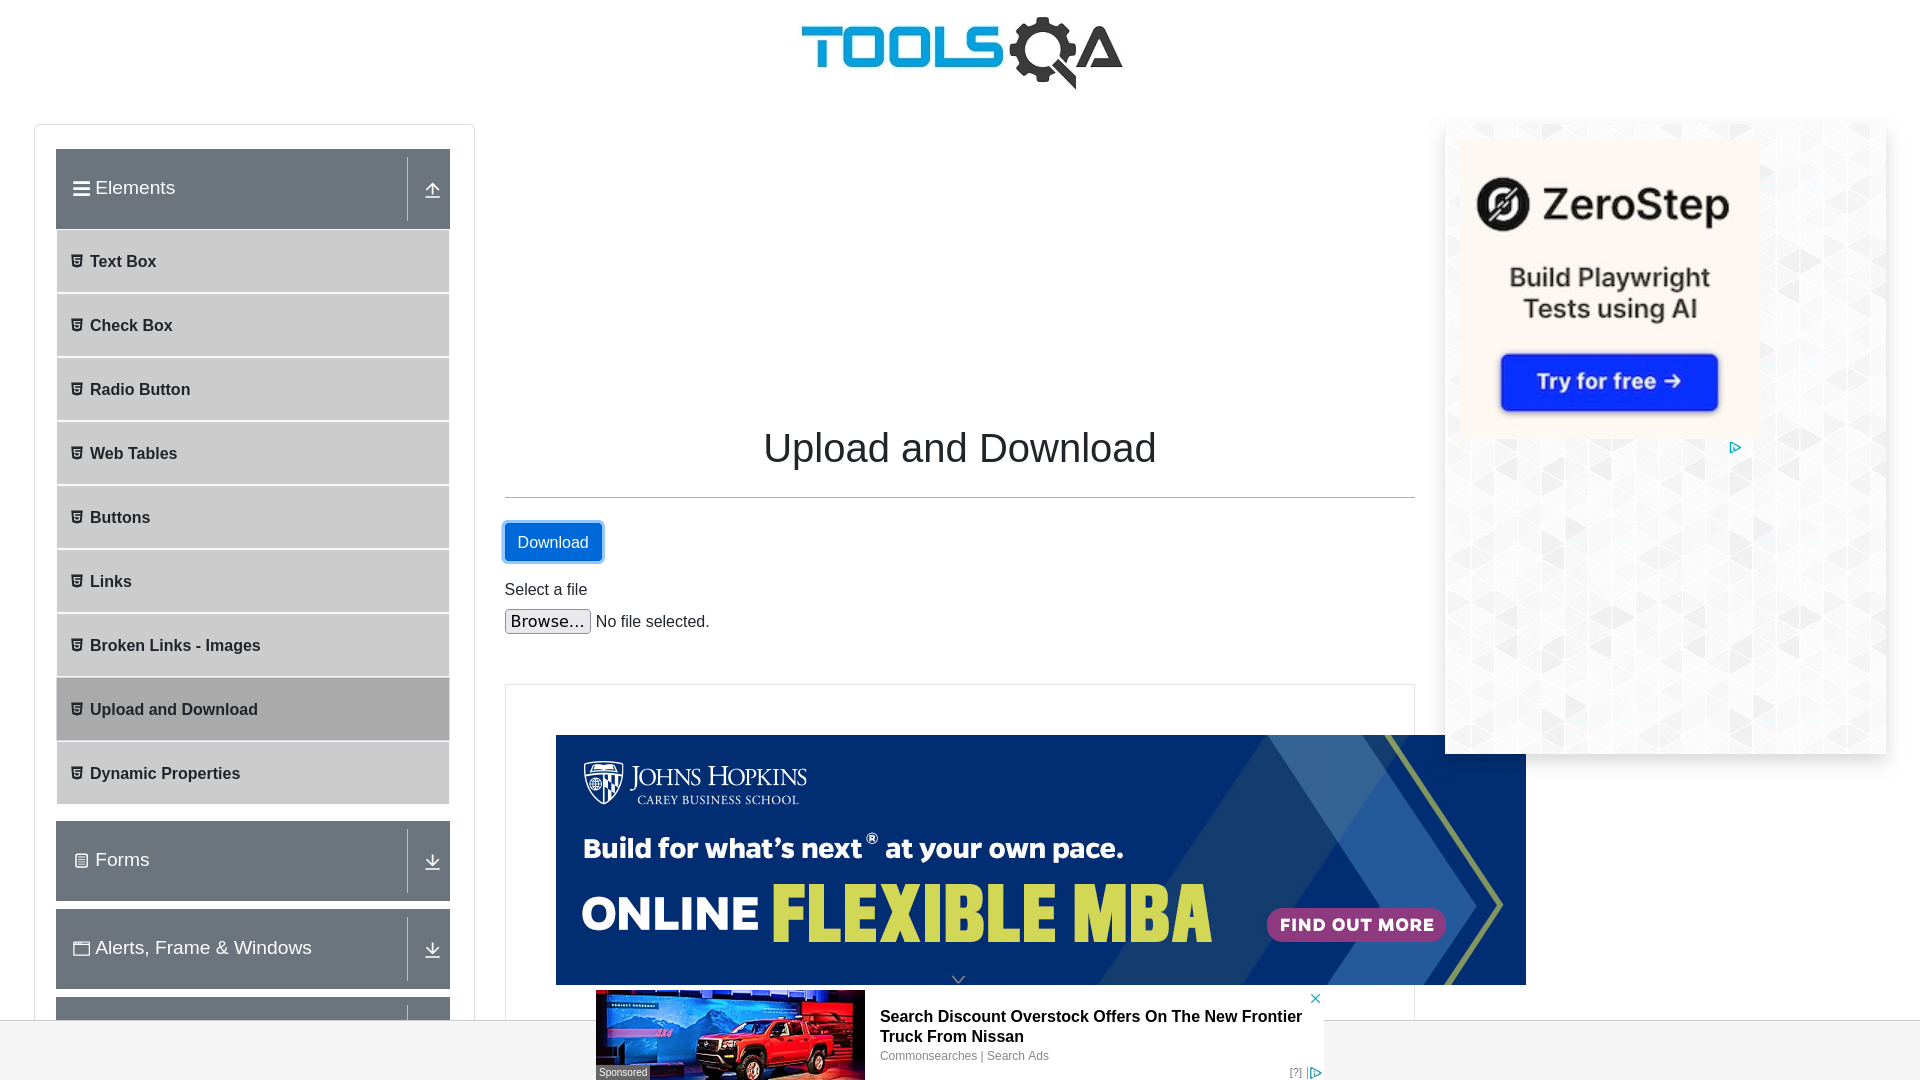 TOOLSQA
Elements
Text Box
Check Box
Radio Button
Web Tables
Buttons
Links
Broken Links - Images
Upload and Download
Dynamic Properties
Forms
Alerts, Frame & Windows
Upload and Download
Download
Select a file
Browse... No file selected.
JOHNS HOPKINS
CAREY BUSINESS SCHOOL
Build for what's next® at your own pace.
ONLINE FLEXIBLE MBA
FIND OUT MORE
ZeroStep
Build Playwright
Tests using AI
Try for free →
Sponsored
Search Discount Overstock Offers On The New Frontier
Truck From Nissan
Commonsearches | Search Ads
[?]